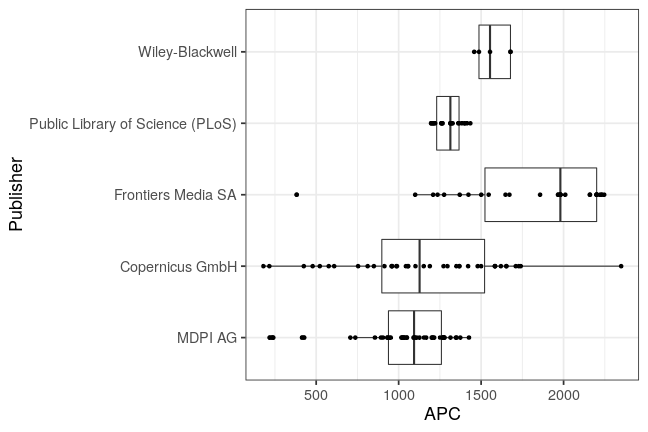 Publisher
Wiley-Blackwell
Public Library of Science (PLoS)
Frontiers Media SA
Copernicus GmbH
MDPI AG
500 1000 1500 2000
APC